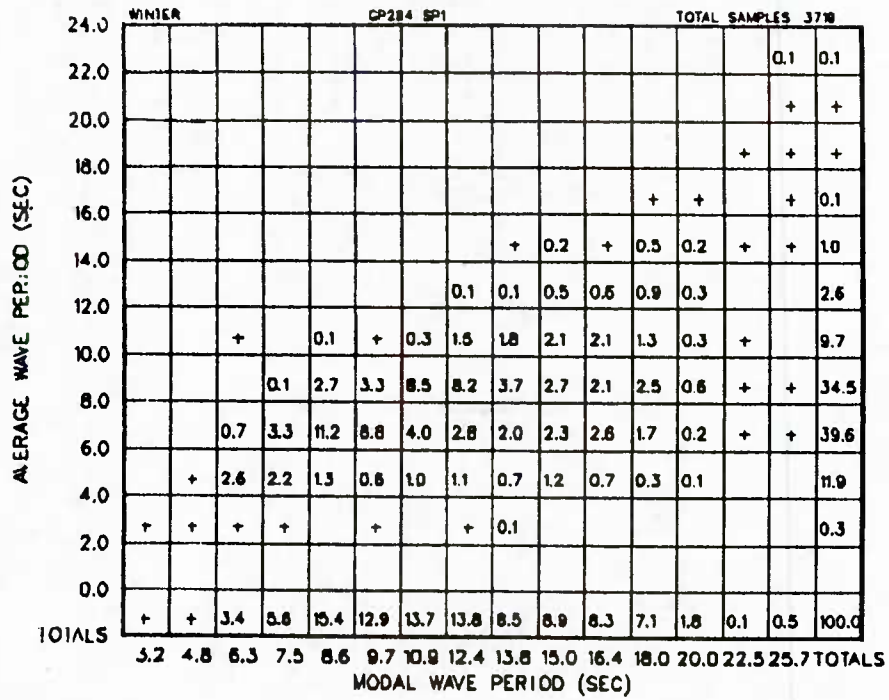 WINTER CP284 SP1 TOTAL SAMPLES
24.0
0.1 0.1
22.0
+ +
20.0
+ + +
18.0
+ + + 0.1
16.0
+ 0.2 + 0.5 0.2 + + 1.0
14.0
0.1 0.1 0.5 0.6 0.9 0.3 2.6
12.0
+ 0.1 + 0.3 1.5 1.8 2.1 2.1 1.3 0.3 + 9.7
10.0
0.1 2.7 3.3 8.5 8.2 3.7 2.7 2.1 2.5 0.6 + + 34.5
8.0
0.7 3.3 11.2 8.8 4.0 2.8 2.0 2.3 2.6 1.7 0.2 + + 39.6
6.0
+ 2.6 2.2 1.3 0.6 1.0 1.1 0.7 1.2 0.7 0.3 0.1 11.9
4.0
+ + + + + + 0.1 0.3
2.0
0.0
TOTALS + + 3.4 5.6 15.4 12.9 13.7 13.8 8.5 8.9 8.3 7.1 1.8 0.1 0.5 100.0
3.2 4.8 6.3 7.5 8.6 9.7 10.9 12.4 13.8 15.0 16.4 18.0 20.0 22.5 25.7 TOTALS
MODAL WAVE PERIOD (SEC)
AVERAGE WAVE PERIOD (SEC)